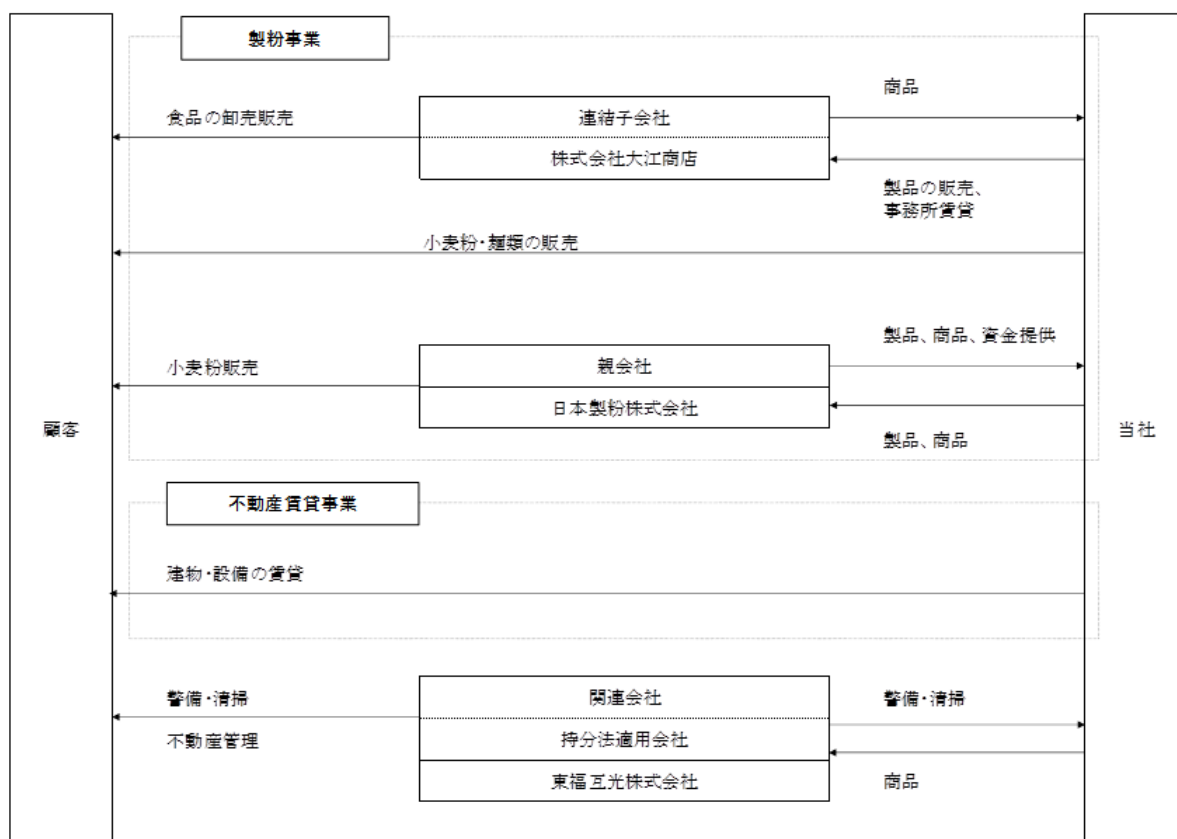 製粉事業
商品
食品の卸売販売
連結子会社
株式会社大江商店
製品の販売、
事務所賃貸
小麦粉・麺類の販売
製品、商品、資金提供
小麦粉販売
親会社
日本製粉株式会社
顧客
当社
製品、商品
不動産賃貸事業
建物・設備の賃貸
警備・清掃
関連会社
警備・清掃
不動産管理
持分法適用会社
東福互光株式会社
商品